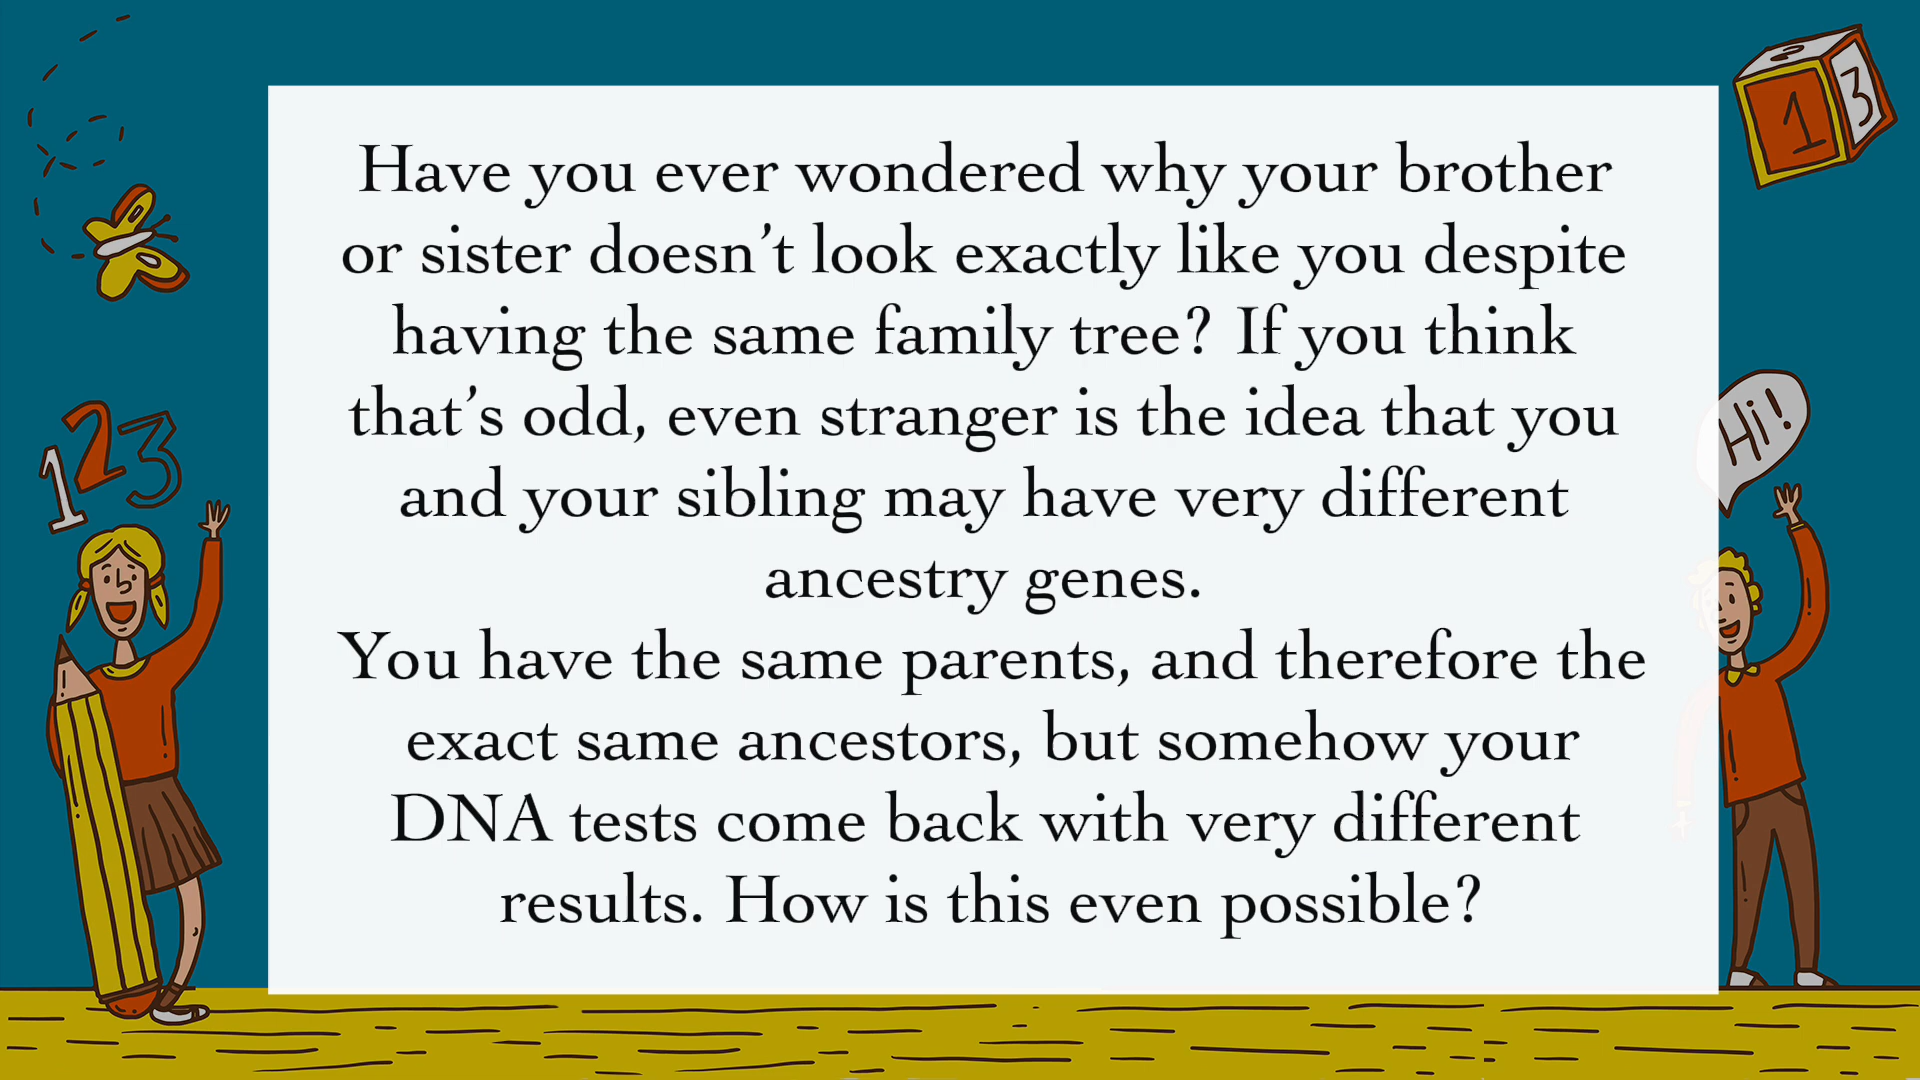 Have you ever wondered why your brother
or sister doesn’t look exactly like you despite
having the same family tree? If you think
that’s odd, even stranger is the idea that you
and your sibling may have very different
ancestry genes.
You have the same parents, and therefore the
exact same ancestors, but somehow your
DNA tests come back with very different
results. How is this even possible?
1 3
123
Hi!